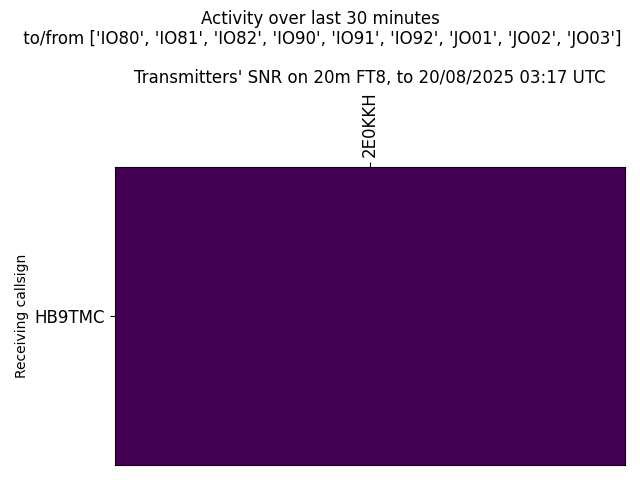 Activity over last 30 minutes
to/from ['IO80', 'IO81', 'IO82', 'IO90', 'IO91', 'IO92', 'JO01', 'JO02', 'JO03']
Transmitters' SNR on 20m FT8, to 20/08/2025 03:17 UTC
2E0KKH
Receiving callsign
HB9TMC